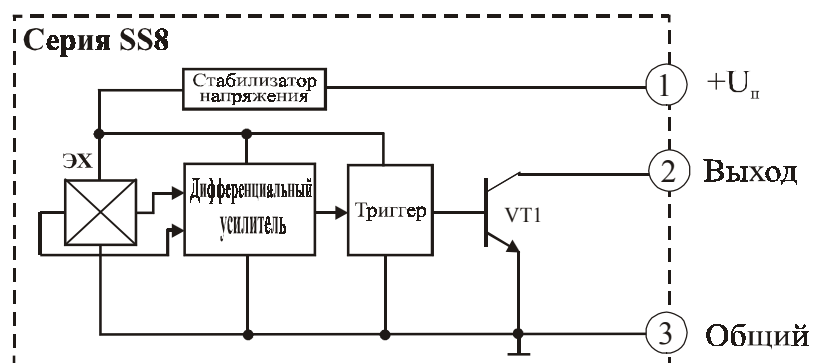 Серия SS8
Стабилизатор
напряжения
1
+Uп
ЭХ
2
Выход
Дифференциальный
усилитель
Триггер
VT1
3
Общий